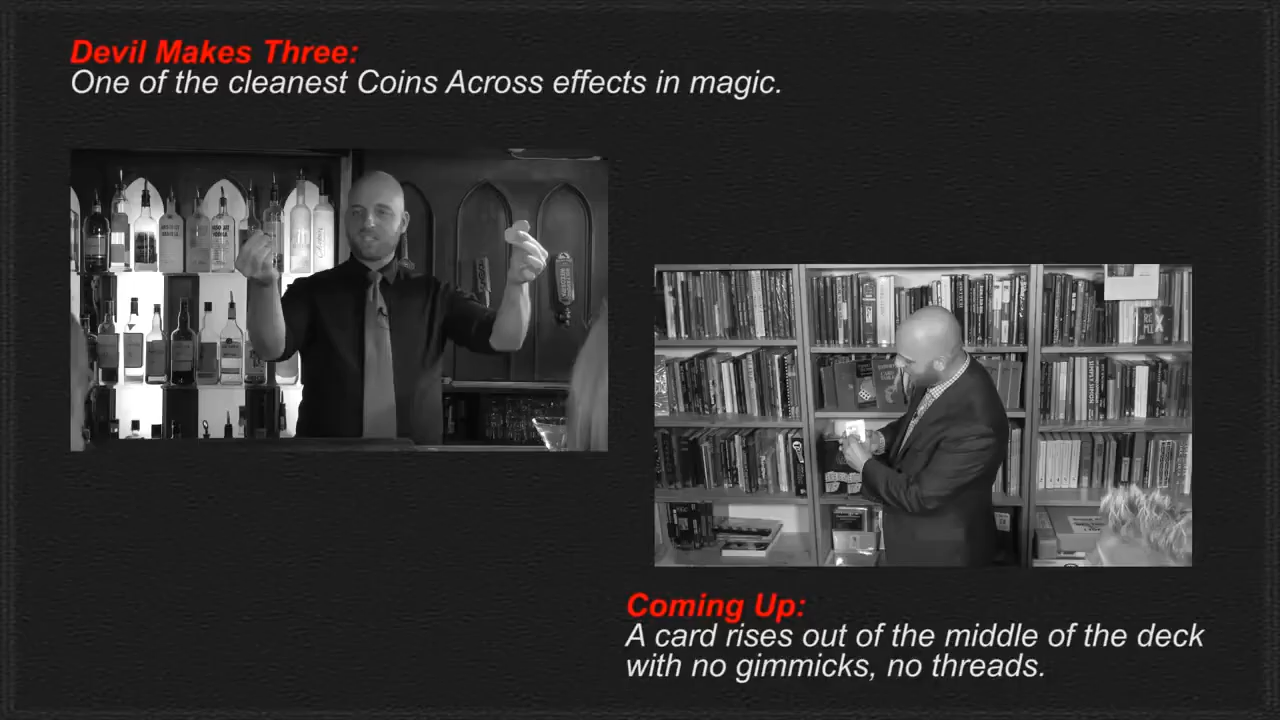 Devil Makes Three:
One of the cleanest Coins Across effects in magic.
Coming Up:
A card rises out of the middle of the deck
with no gimmicks, no threads.